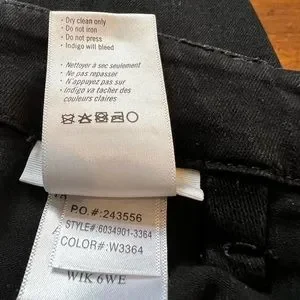 • Dry clean only
• Do not iron
• Do not press
• Indigo will bleed
• Nettoyer à sec seulement
• Ne pas repasser
• N'appuyez pas sur
• Indigo va tacher des
couleurs claires
P.O.#:243556
STYLE#:6034901-3364
COLOR#:W3364
W1K 6WE